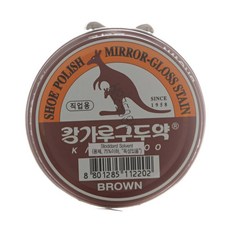 SHOE POLISH MIRROR-GLOSS STAIN
직업용
SINCE
1958
캉가루구두약®
K OO
8 801285 112202
BROWN